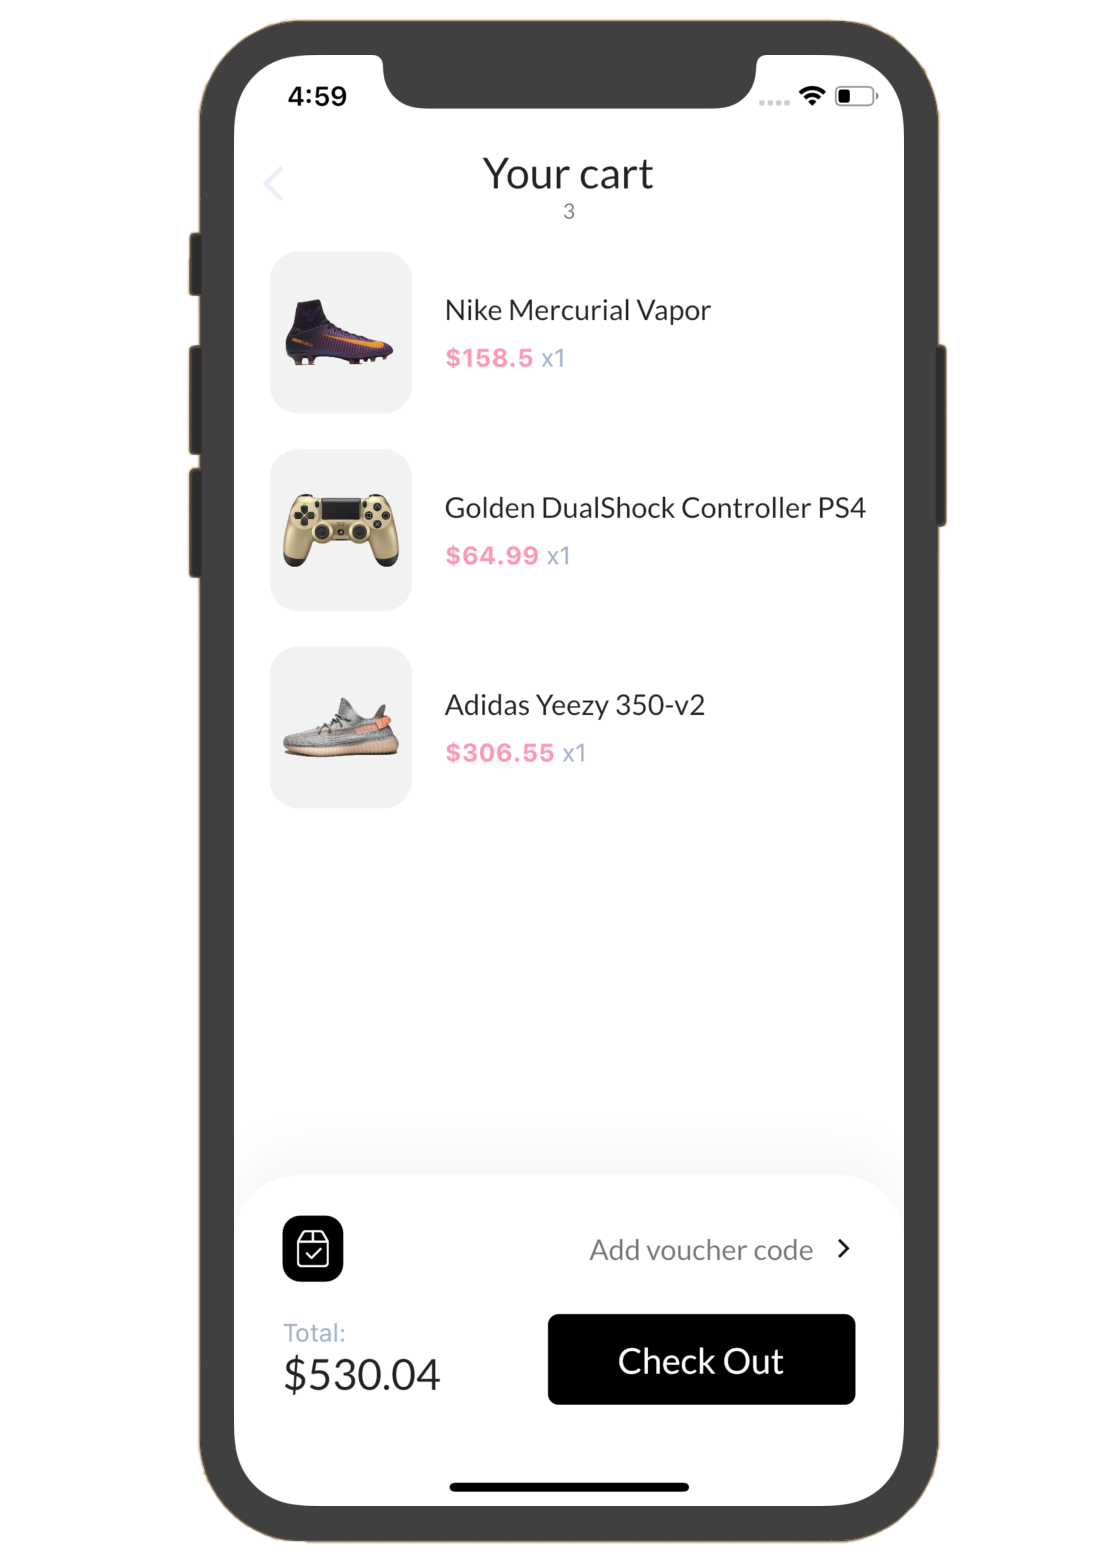 4:59
Your cart
3
Nike Mercurial Vapor
$158.5 x1
Golden DualShock Controller PS4
$64.99 x1
Adidas Yeezy 350-v2
$306.55 x1
Add voucher code
Total:
$530.04
Check Out